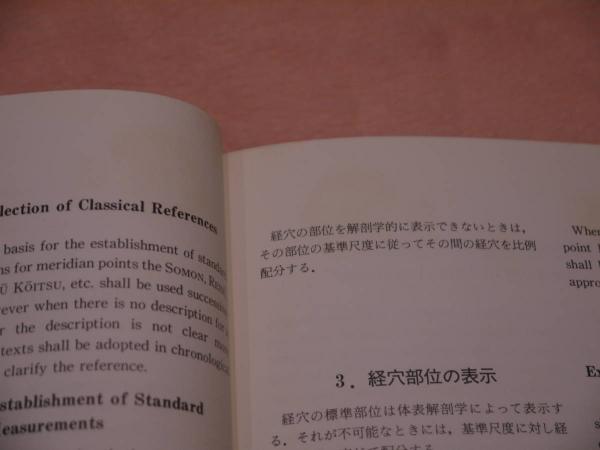 lection of Classical References
basis for the establishment of
ns for meridian points the SOMON,
Ū KŌITSU, etc. shall be used
ever when there is no description for
r the description is not clear
texts shall be adopted in
clarify the reference.
stablishment of Standard
easurements
経穴の部位を解剖学的に表示できないときは，
その部位の基準尺度に従ってその間の経穴を比例
配分する．
3．経穴部位の表示
経穴の標準部位は体表解剖学によって表示す
る．それが不可能なときには，基準尺度に対し経
When
point
shall
appro
Ex